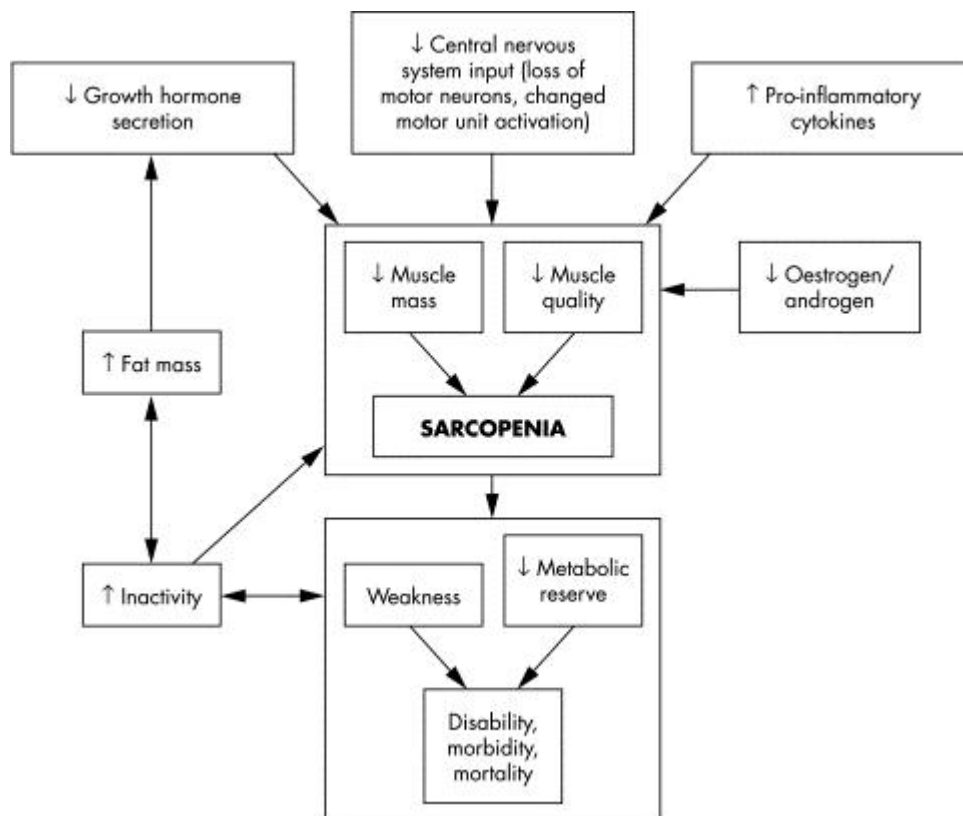 ↓ Growth hormone
secretion
↓ Central nervous
system input (loss of
motor neurons, changed
motor unit activation)
↑ Pro-inflammatory
cytokines
↓ Muscle
mass
↓ Muscle
quality
↓ Oestrogen/
androgen
↑ Fat mass
SARCOPENIA
↑ Inactivity
Weakness
↓ Metabolic
reserve
Disability,
morbidity,
mortality